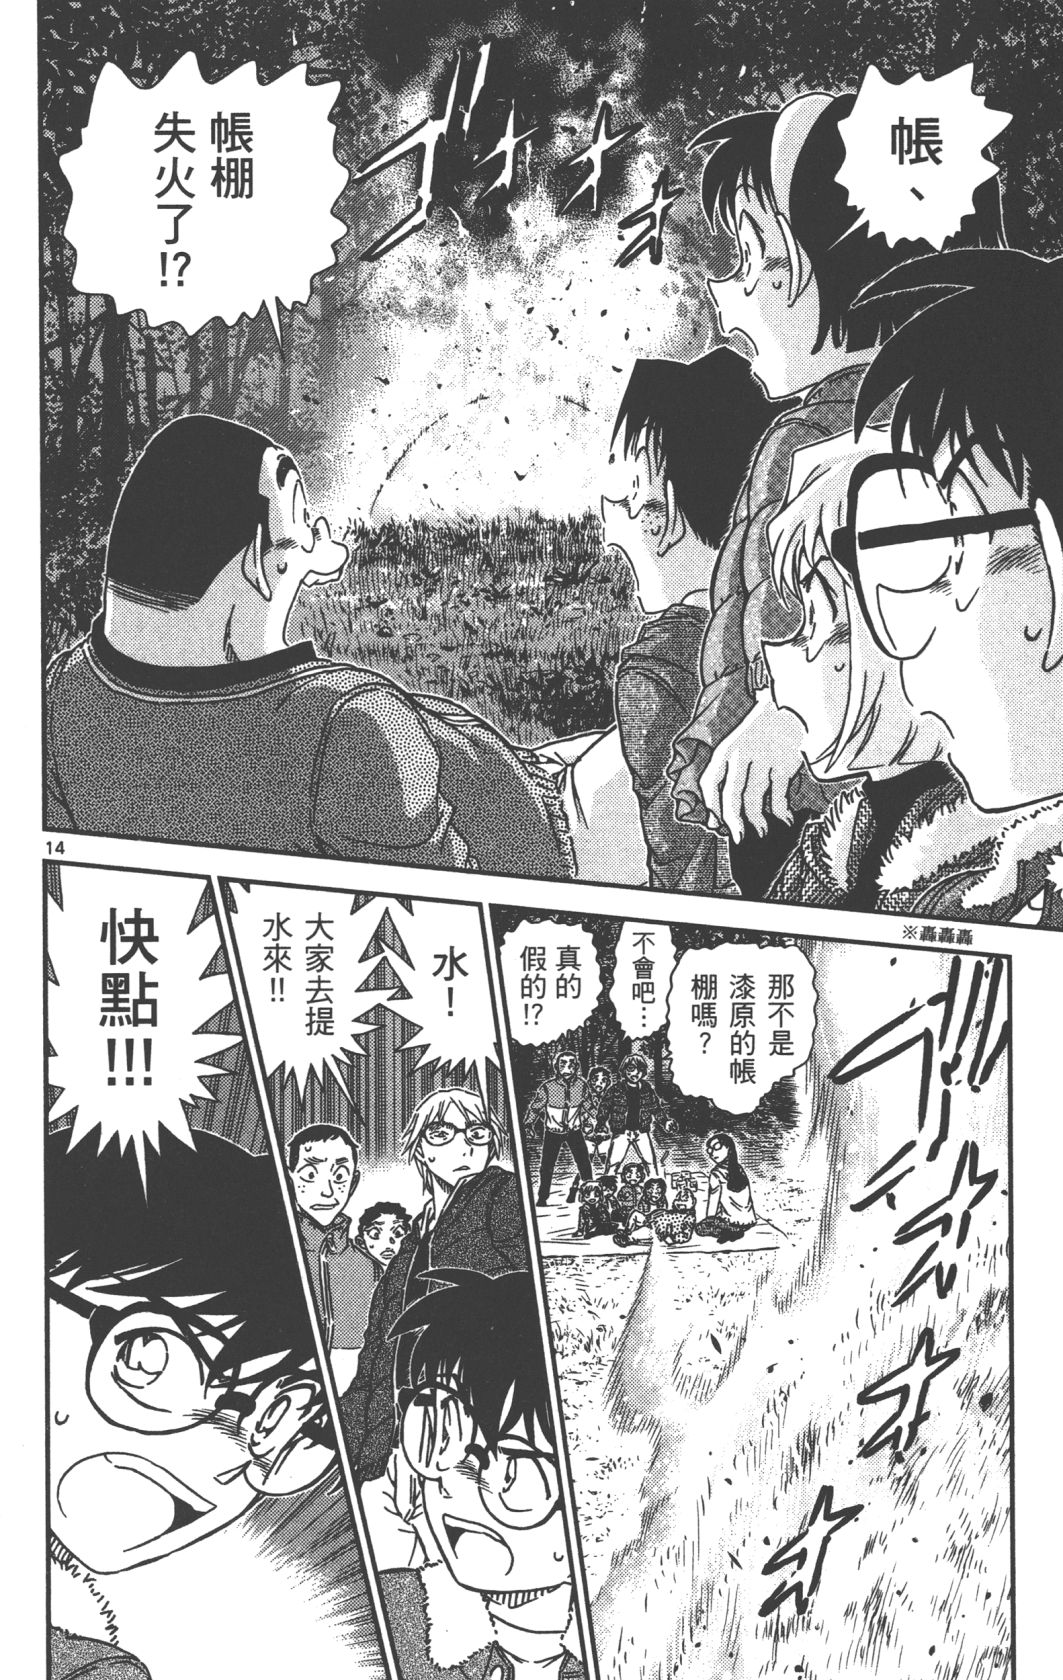 帳、
帳棚
失火了!?
ゴオオオ
※轟轟轟
那不是
漆原的帳
棚嗎？
不會吧…
真的
假的!?
ゴオオオ
水！
大家去提
水來!!
快點!!!
14